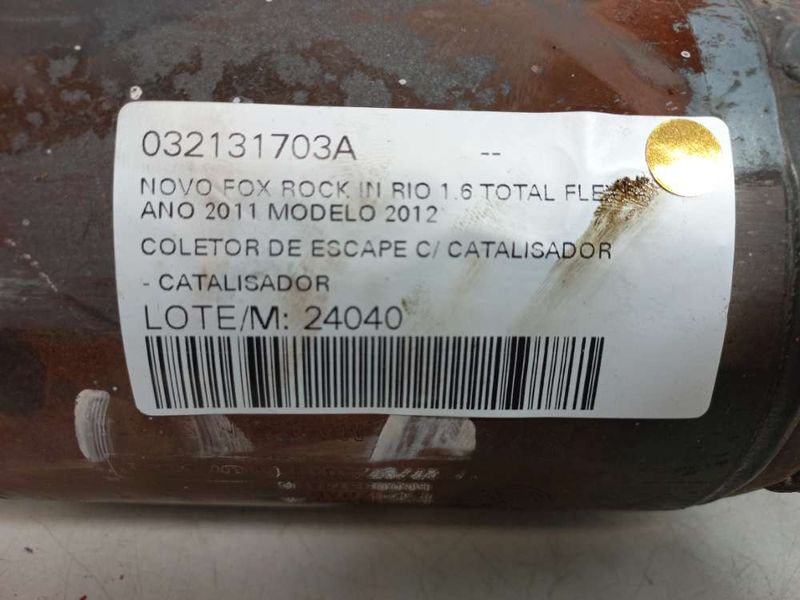 032131703A --
NOVO FOX ROCK IN RIO 1.6 TOTAL FLEX
ANO 2011 MODELO 2012
COLETOR DE ESCAPE C/ CATALISADOR
- CATALISADOR
LOTE/M: 24040